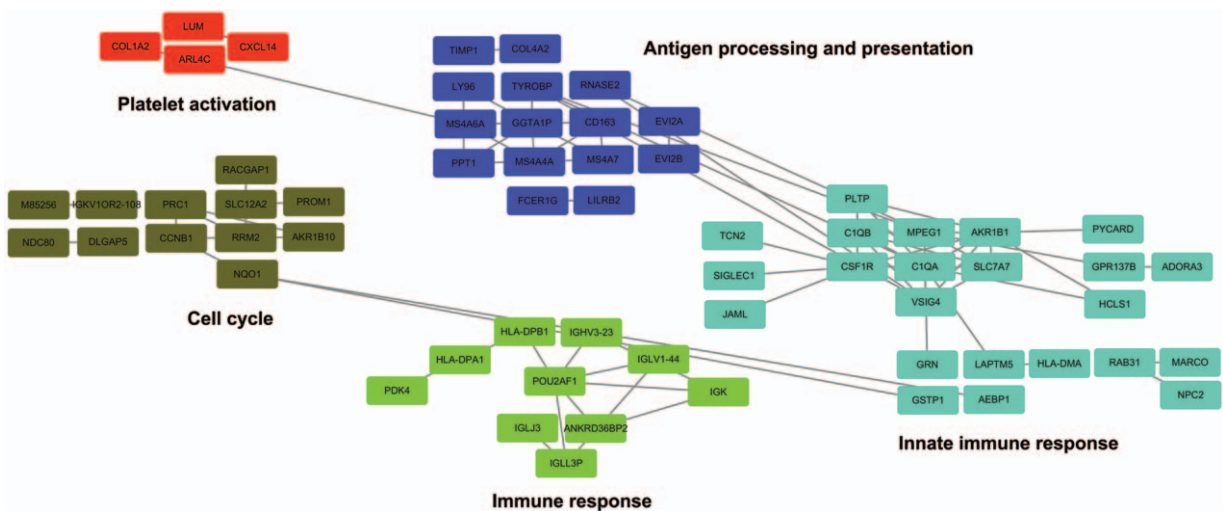 LUM
COL1A2
CXCL14
ARL4C
Platelet activation
Antigen processing and presentation
TIMP1
COL4A2
LY96
TYROBP
RNASE2
MS4A6A
GGTA1P
CD163
EVI2A
PPT1
MS4A4A
MS4A7
EVI2B
FCER1G
LILRB2
RACGAP1
M85256
IGKV1OR2-108
PRC1
SLC12A2
PROM1
NDC80
DLGAP5
CCNB1
RRM2
AKR1B10
NQO1
Cell cycle
PLTP
TCN2
C1QB
MPEG1
AKR1B1
PYCARD
SIGLEC1
CSF1R
C1QA
SLC7A7
GPR137B
ADORA3
JAML
VSIG4
HCLS1
GRN
LAPTM5
HLA-DMA
RAB31
MARCO
GSTP1
AEBP1
NPC2
Innate immune response
HLA-DPB1
IGHV3-23
HLA-DPA1
IGLV1-44
PDK4
POU2AF1
IGK
IGLJ3
ANKRD36BP2
IGLL3P
Immune response